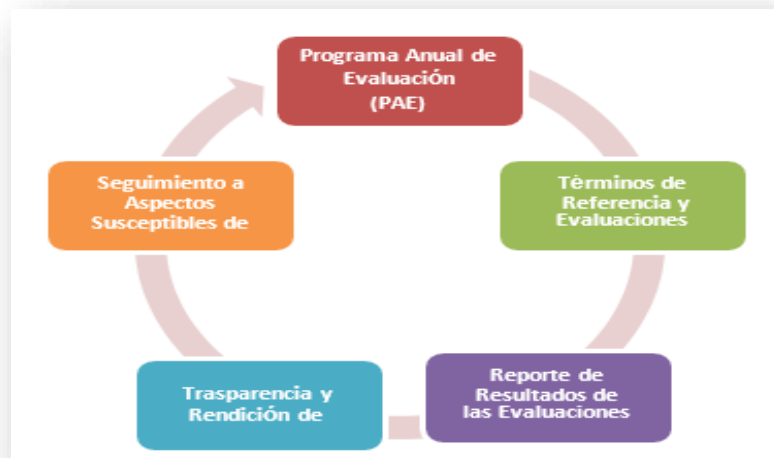 Programa Anual de
Evaluación
(PAE)
Términos de
Referencia y
Evaluaciones
Reporte de
Resultados de
las Evaluaciones
Trasparencia y
Rendición de
Seguimiento a
Aspectos
Susceptibles de